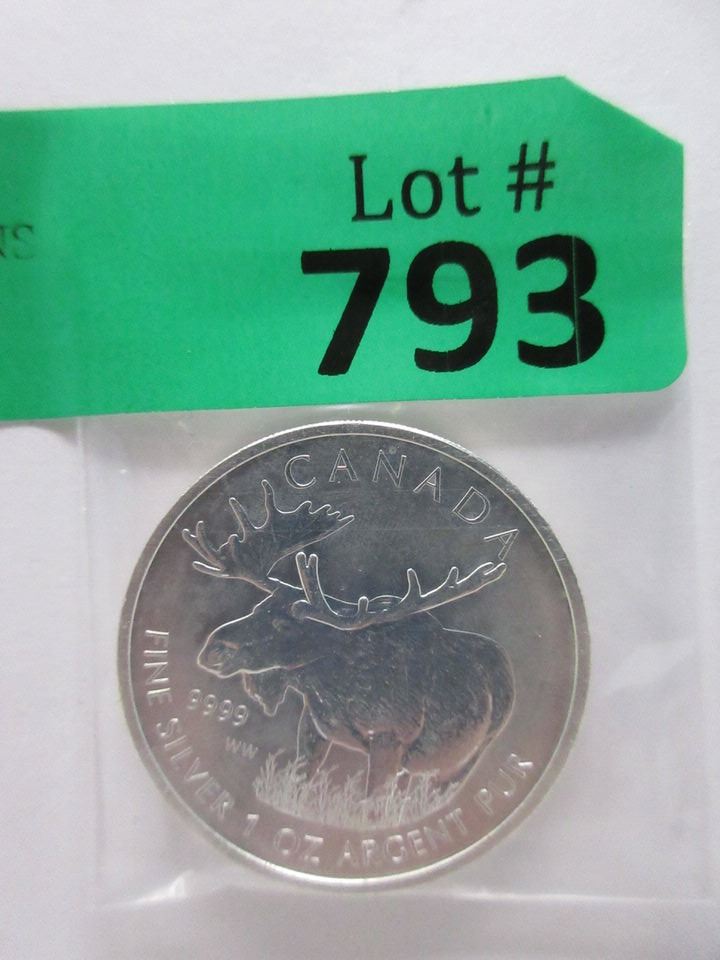 Lot #
793
CANADA
9999
WW
FINE SILVER 1 OZ ARGENT PUR